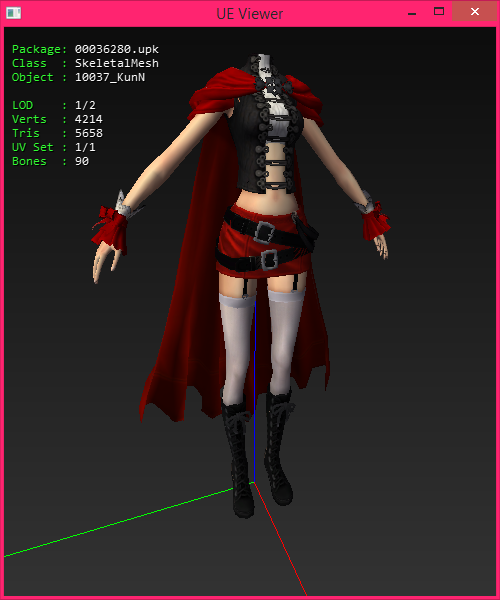 UE Viewer
Package: 00036280.upk
Class : SkeletalMesh
Object : 10037_KunN
LOD : 1/2
Verts : 4214
Tris : 5658
UV Set : 1/1
Bones : 90